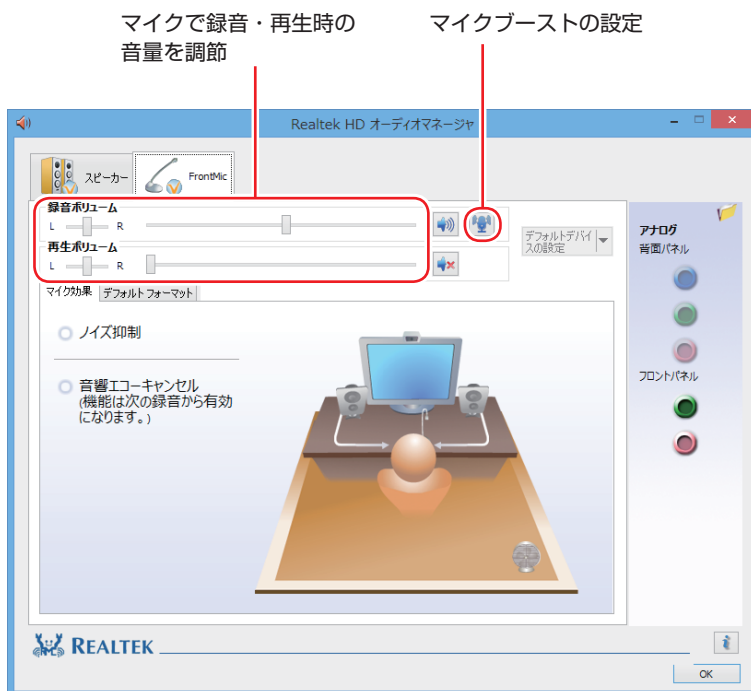 マイクで録音・再生時の
音量を調節
マイクブーストの設定
Realtek HD オーディオマネージャ
スピーカー
FrontMic
録音ボリューム
L R
再生ボリューム
L R
デフォルトデバイ
スの設定
マイク効果 デフォルトフォーマット
ノイズ抑制
音響エコーキャンセル
(機能は次の録音から有効
になります。)
アナログ
背面パネル
フロントパネル
REALTEK
i
OK